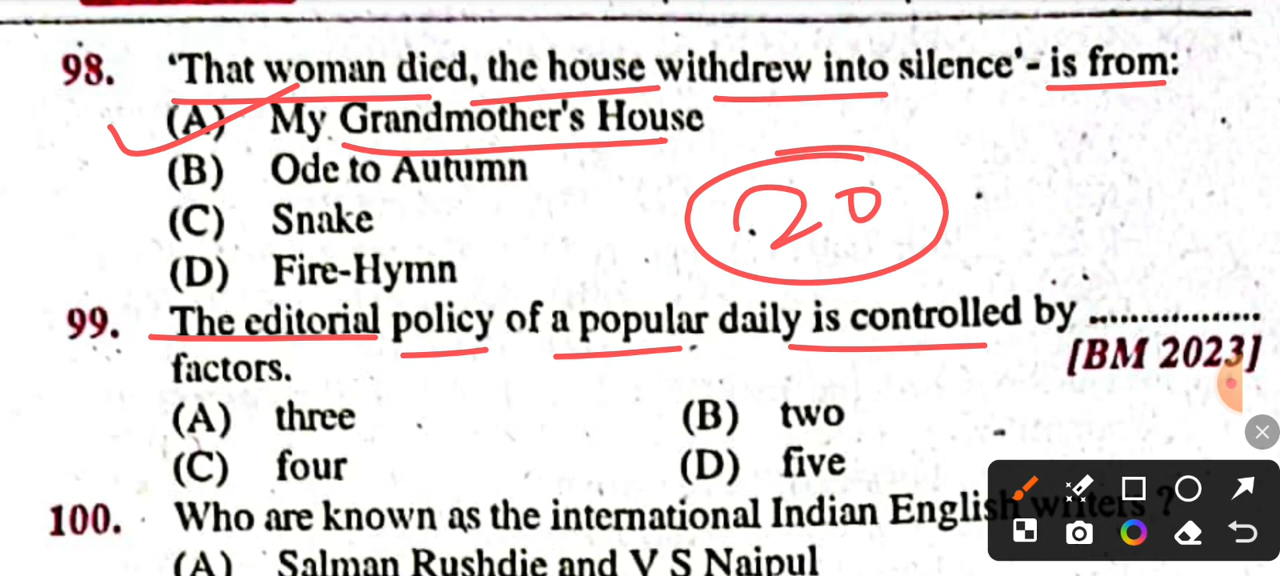 98. 'That woman died, the house withdrew into silence'- is from:
(A) My Grandmother's House
(B) Ode to Autumn
(C) Snake
(D) Fire-Hymn
20
99. The editorial policy of a popular daily is controlled by ................
factors. [BM 2023]
(A) three (B) two
(C) four (D) five
100. Who are known as the international Indian English writers ?
(A) Salman Rushdie and V S Naipul